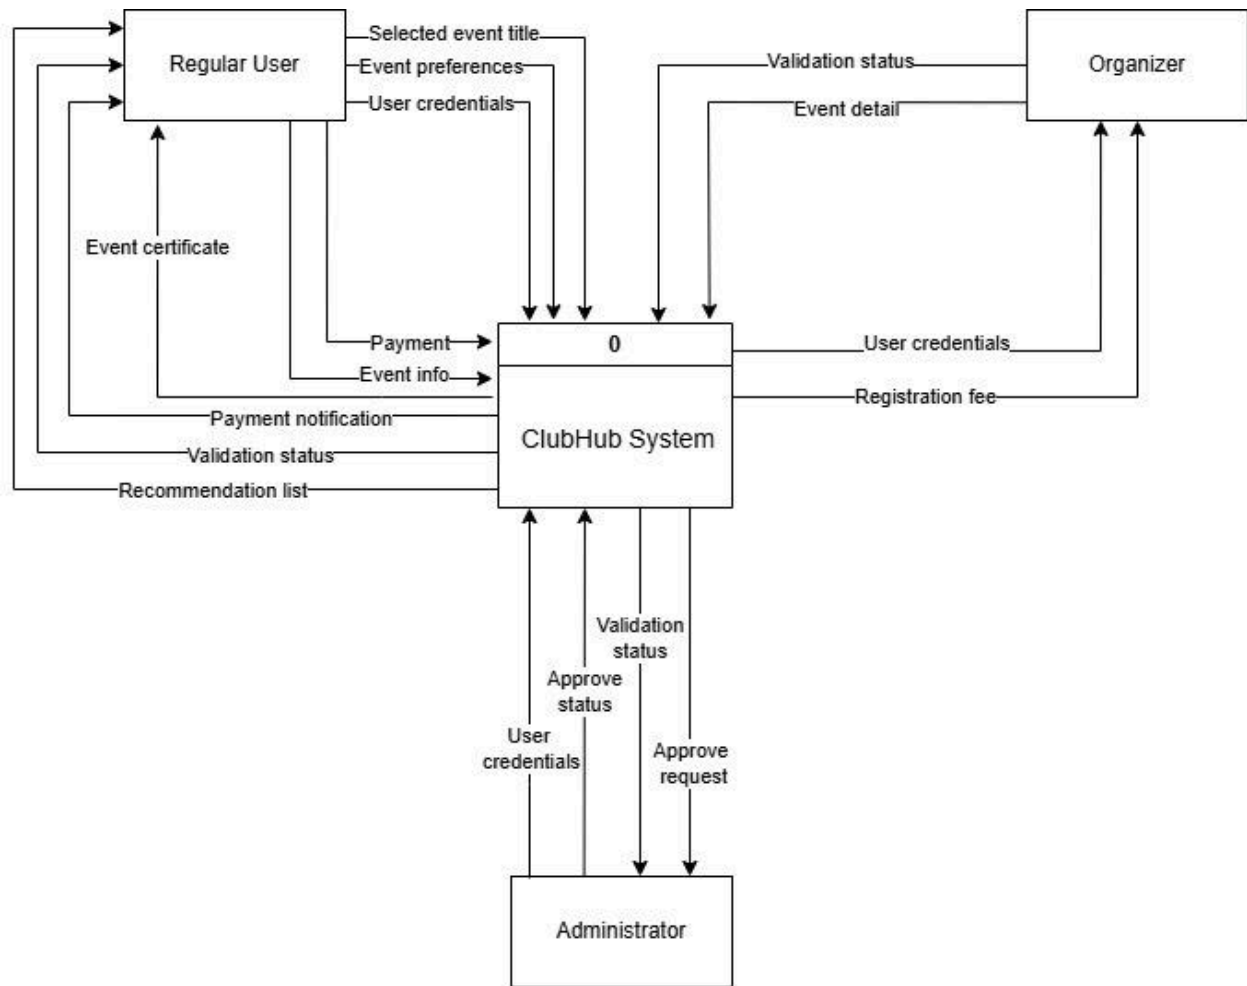 Selected event title
Regular User
Event preferences
User credentials
Validation status
Organizer
Event detail
Event certificate
Payment
0
User credentials
Event info
Registration fee
Payment notification
ClubHub System
Validation status
Recommendation list
Validation
status
Approve
status
User
credentials
Approve
request
Administrator